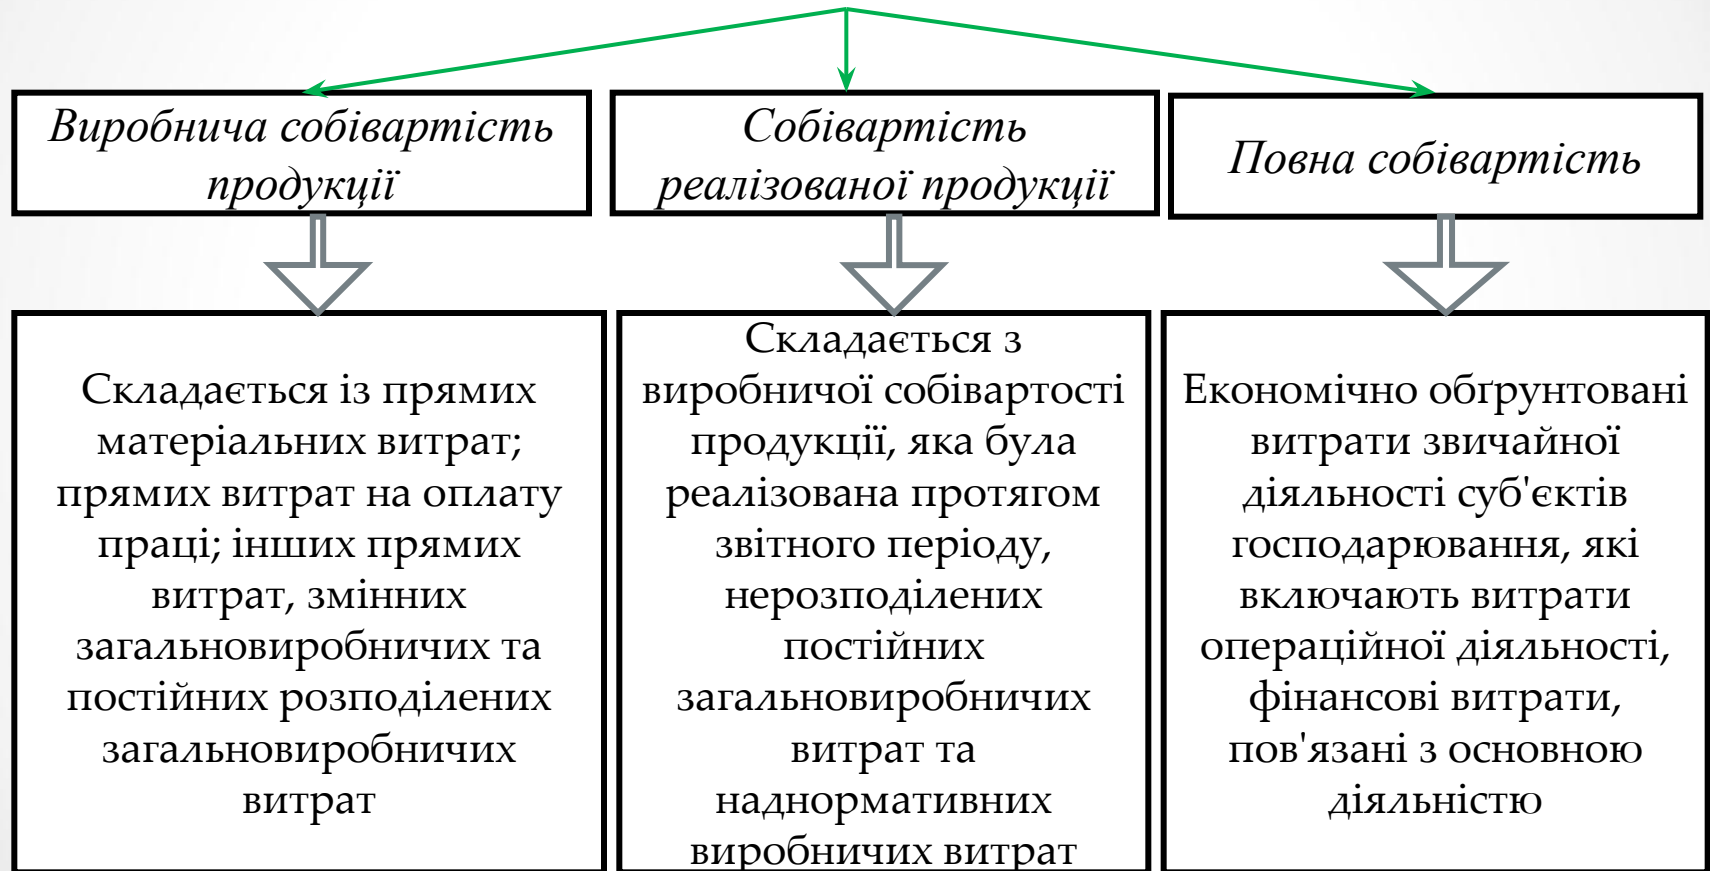 Виробнича собівартість
продукції
Собівартість
реалізованої продукції
Повна собівартість
Складається із прямих
матеріальних витрат;
прямих витрат на оплату
праці; інших прямих
витрат, змінних
загальновиробничих та
постійних розподілених
загальновиробничих
витрат
Складається з
виробничої собівартості
продукції, яка була
реалізована протягом
звітного періоду,
нерозподілених
постійних
загальновиробничих
витрат та
наднормативних
виробничих витрат
Економічно обґрунтовані
витрати звичайної
діяльності суб'єктів
господарювання, які
включають витрати
операційної діяльності,
фінансові витрати,
пов'язані з основною
діяльністю